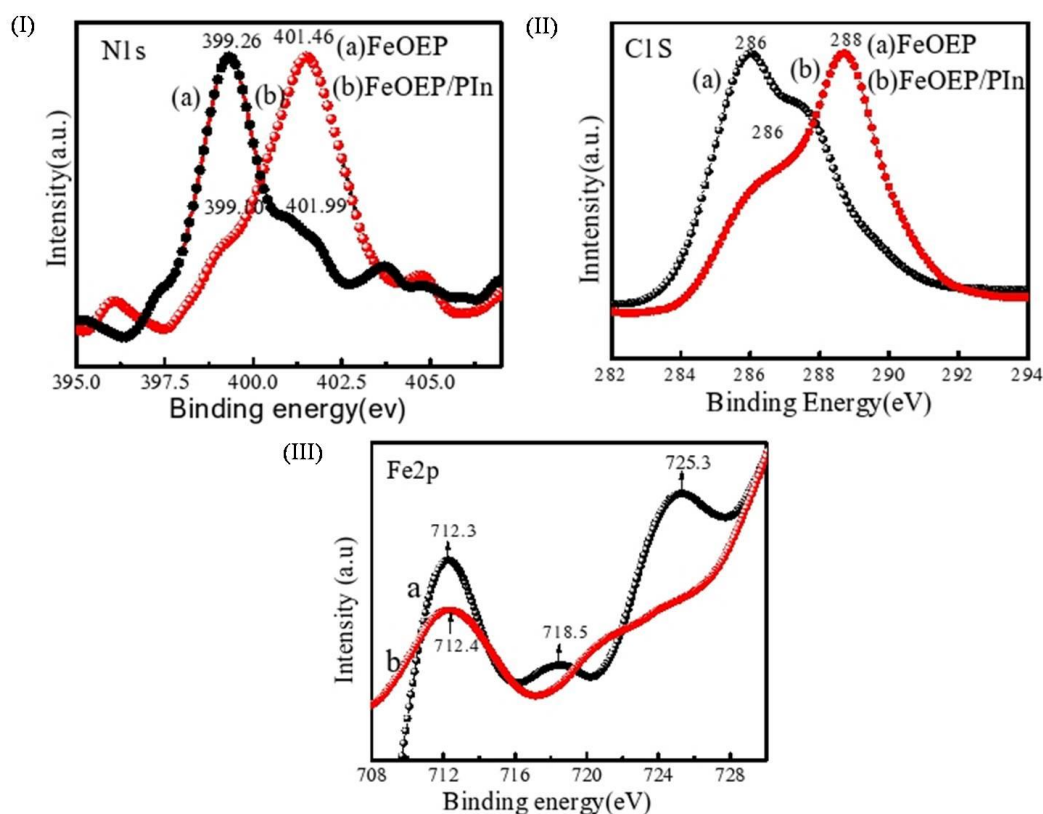 (I)
N1s
399.26
401.46
(a)FeOEP
(a)
(b)
(b)FeOEP/PIn
399.10
401.99
Intensity(a.u.)
395.0 397.5 400.0 402.5 405.0
Binding energy(ev)
(II)
C1S
286
288
(a)FeOEP
(a)
(b)
(b)FeOEP/PIn
286
Inntensity(a.u.)
282 284 286 288 290 292 294
Binding Energy(eV)
(III)
Fe2p
725.3
712.3
a
712.4
718.5
b
Intensity (a.u)
708 712 716 720 724 728
Binding energy(eV)